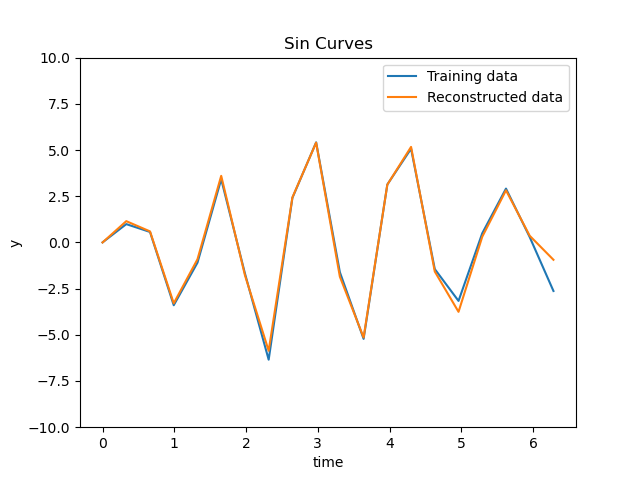 Sin Curves
Training data
Reconstructed data
y
10.0
7.5
5.0
2.5
0.0
−2.5
−5.0
−7.5
−10.0
0 1 2 3 4 5 6
time